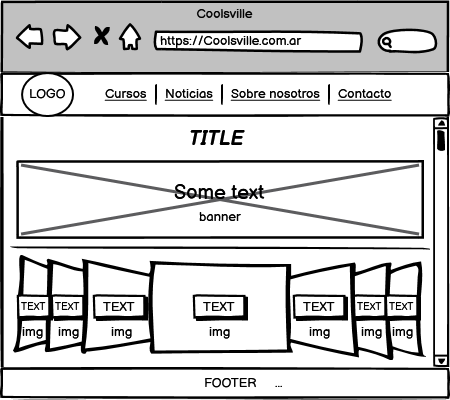 Coolsville
https://Coolsville.com.ar
LOGO Cursos Noticias Sobre nosotros Contacto
TITLE
Some text
banner
TEXT TEXT TEXT TEXT TEXT TEXT TEXT
img img img img img img img
FOOTER ...